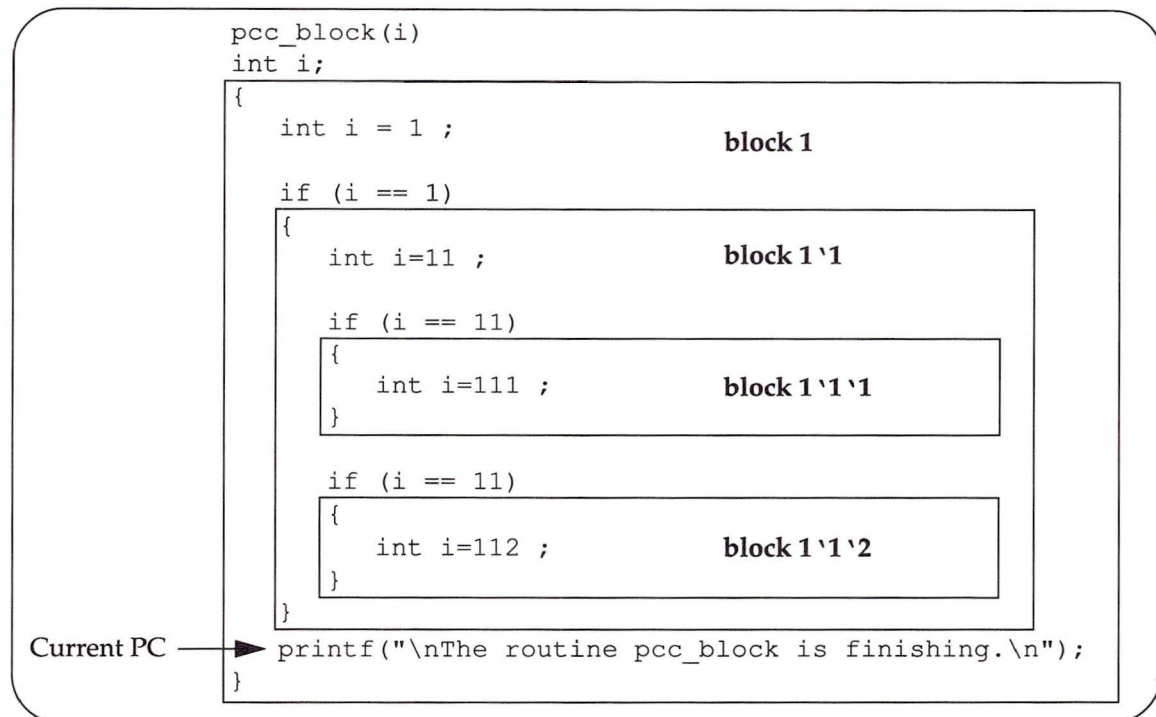 pcc_block(i)
int i;
{
int i = 1 ;
block 1
if (i == 1)
{
int i=11 ;
block 1`1
if (i == 11)
{
int i=111 ;
block 1`1`1
}
if (i == 11)
{
int i=112 ;
block 1`1`2
}
}
Current PC
printf("\nThe routine pcc_block is finishing.\n");
}